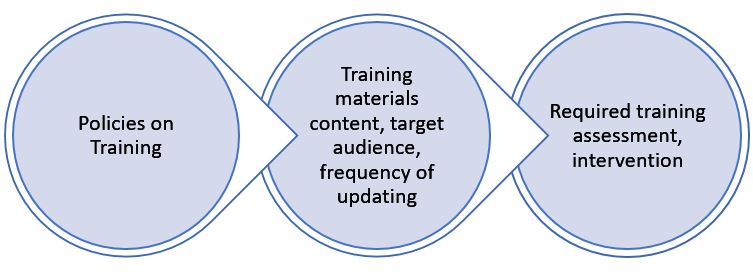 Policies on
Training
Training
materials
content, target
audience,
frequency of
updating
Required training
assessment,
intervention